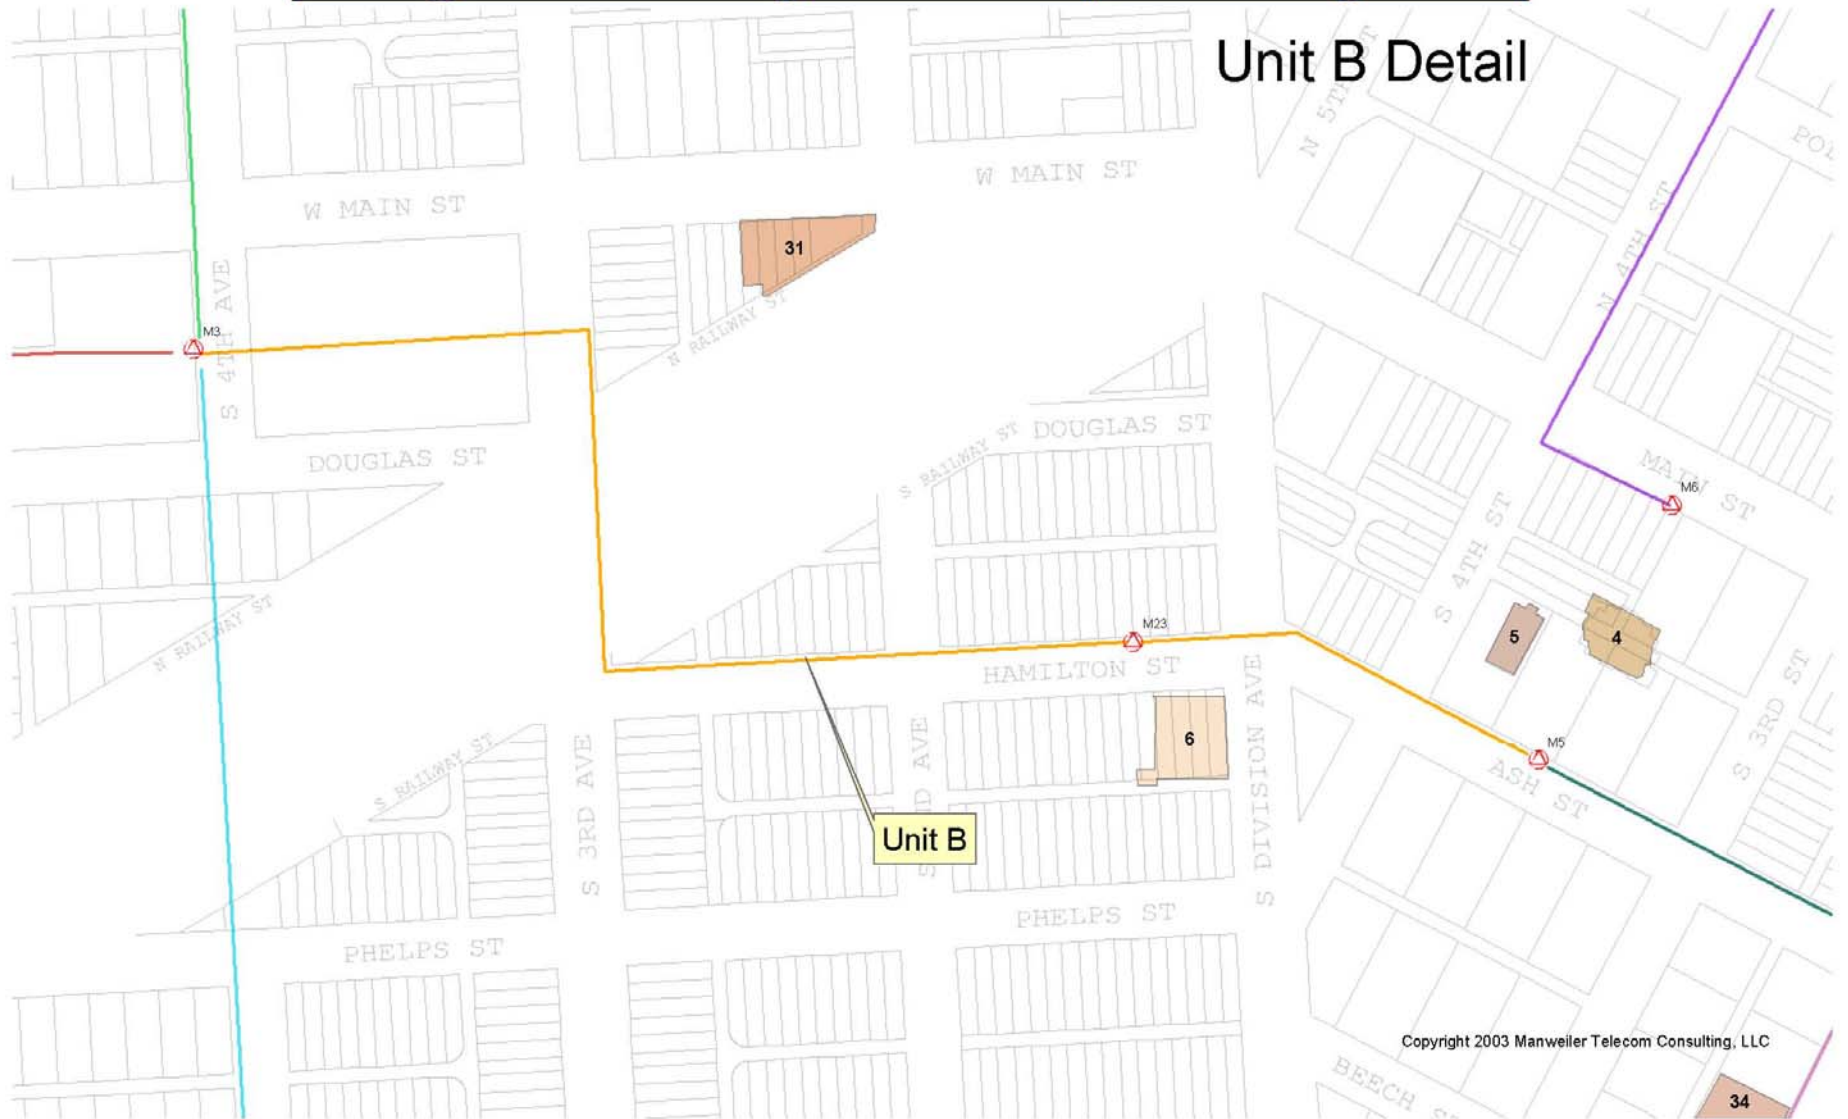 Unit B Detail
N 5TH ST
POL
W MAIN ST
W MAIN ST
N 4TH ST
31
S 4TH AVE
N RAILWAY ST
M3
DOUGLAS ST
DOUGLAS ST
S RAILWAY ST
MAIN ST
M6
S 4TH ST
N RAILWAY ST
M23
5
4
HAMILTON ST
S DIVISION AVE
S 3RD ST
6
S RAILWAY ST
S 3RD AVE
M5
ASH ST
Unit B
PHELPS ST
PHELPS ST
Copyright 2003 Manweiler Telecom Consulting, LLC
BEECH
34